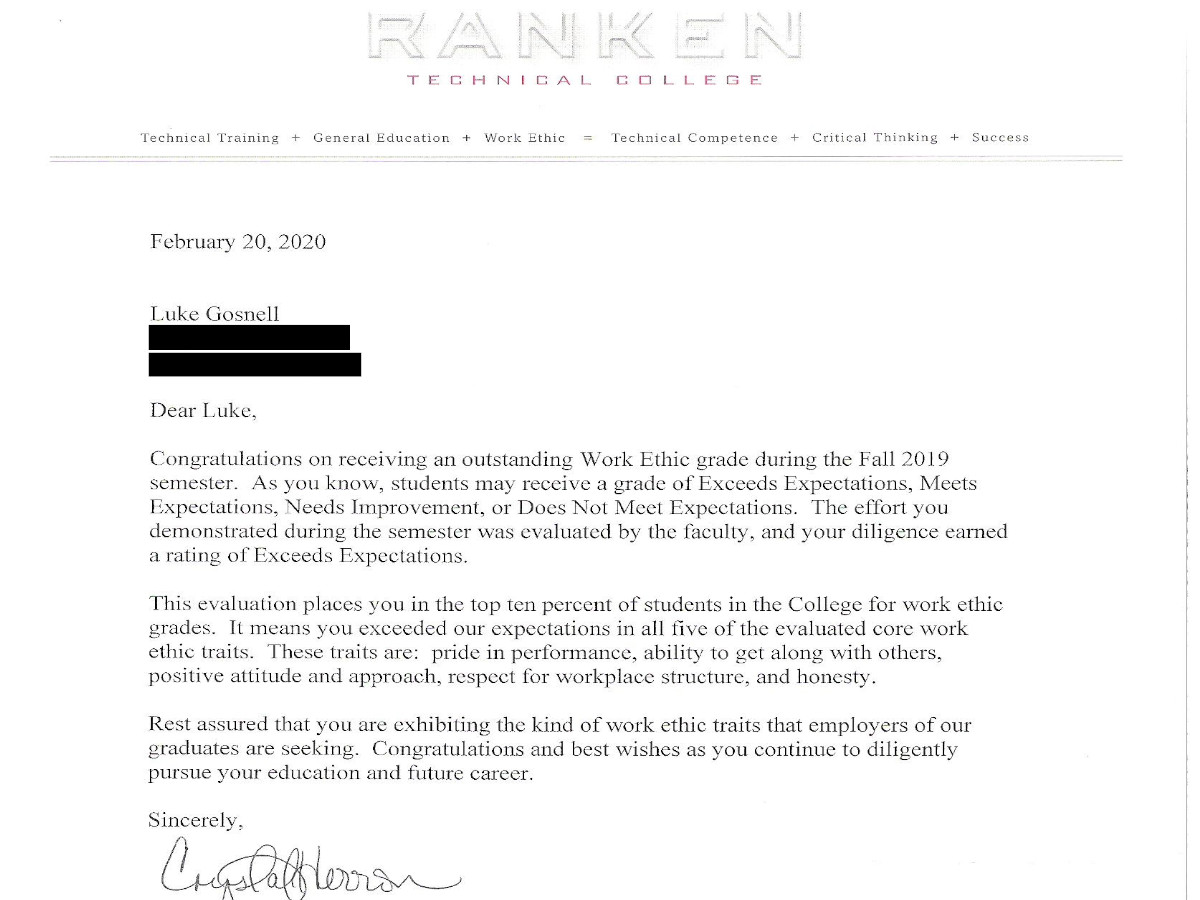 RANKEN
TECHNICAL COLLEGE
Technical Training + General Education + Work Ethic = Technical Competence + Critical Thinking + Success
February 20, 2020
Luke Gosnell
Dear Luke,
Congratulations on receiving an outstanding Work Ethic grade during the Fall 2019
semester.  As you know, students may receive a grade of Exceeds Expectations, Meets
Expectations, Needs Improvement, or Does Not Meet Expectations.  The effort you
demonstrated during the semester was evaluated by the faculty, and your diligence earned
a rating of Exceeds Expectations.
This evaluation places you in the top ten percent of students in the College for work ethic
grades.  It means you exceeded our expectations in all five of the evaluated core work
ethic traits.  These traits are:  pride in performance, ability to get along with others,
positive attitude and approach, respect for workplace structure, and honesty.
Rest assured that you are exhibiting the kind of work ethic traits that employers of our
graduates are seeking.  Congratulations and best wishes as you continue to diligently
pursue your education and future career.
Sincerely,
Crystal Herron